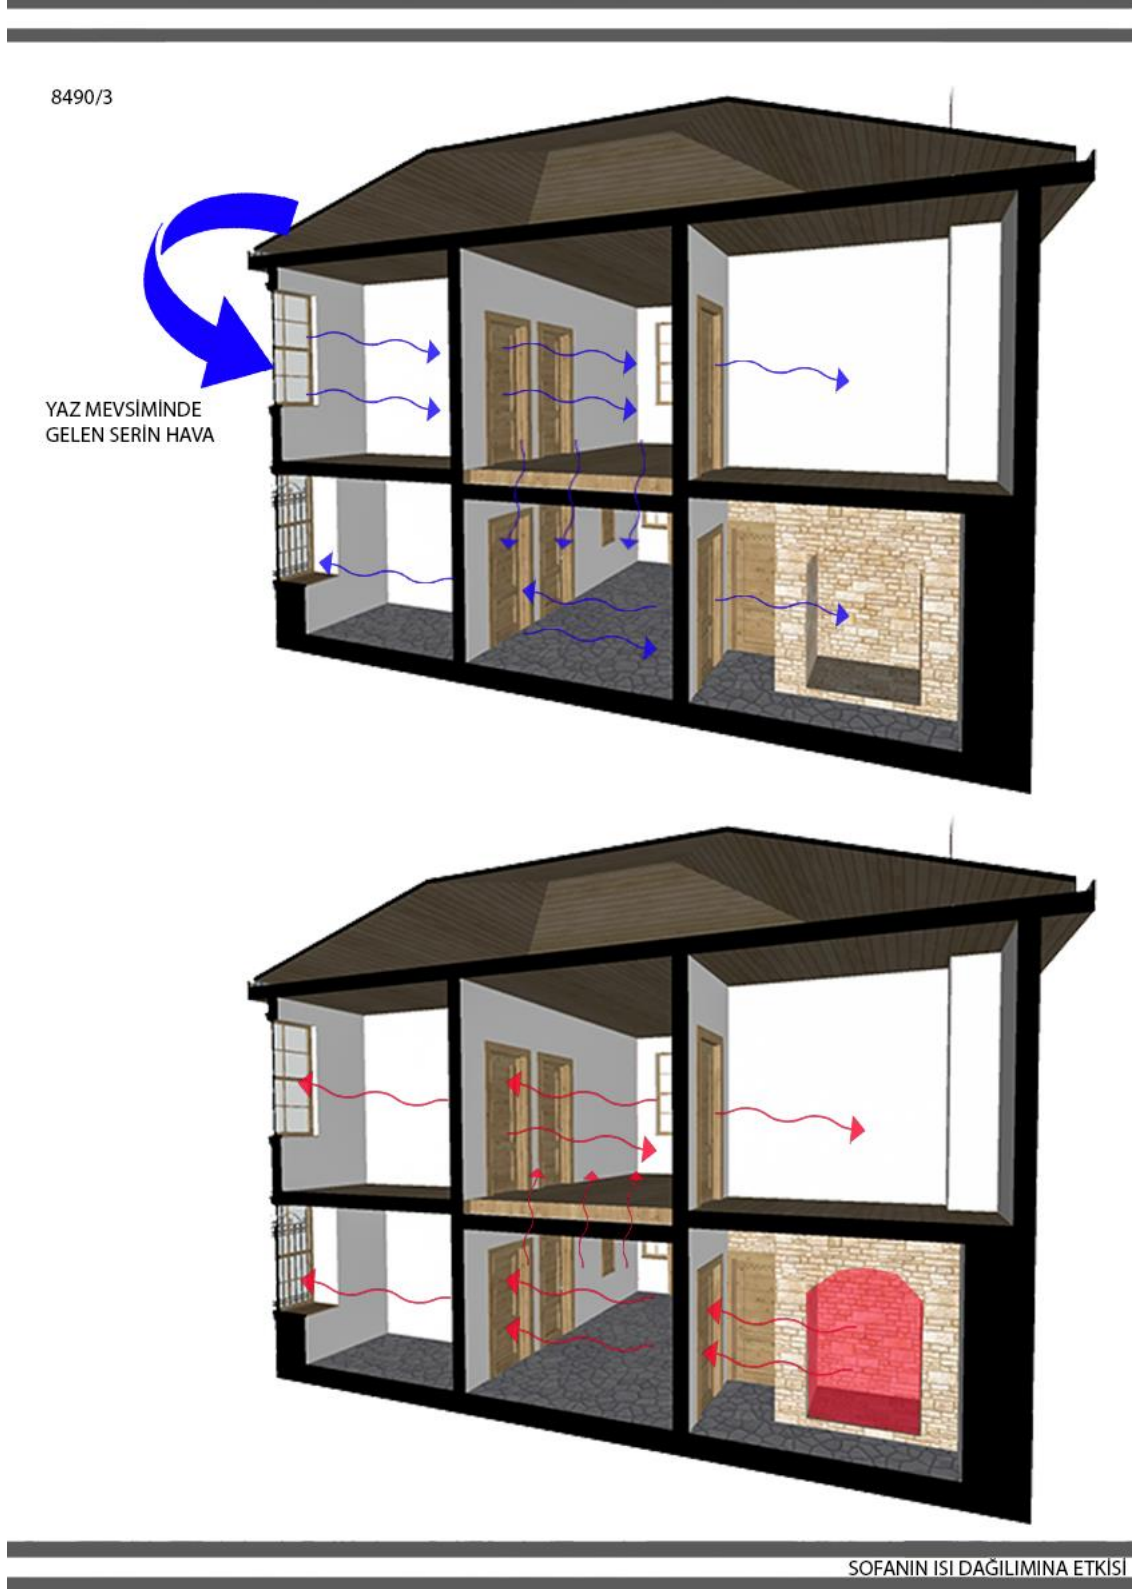 8490/3
YAZ MEVSİMİNDE
GELEN SERİN HAVA
SOFANIN ISI DAĞILIMINA ETKİSİ